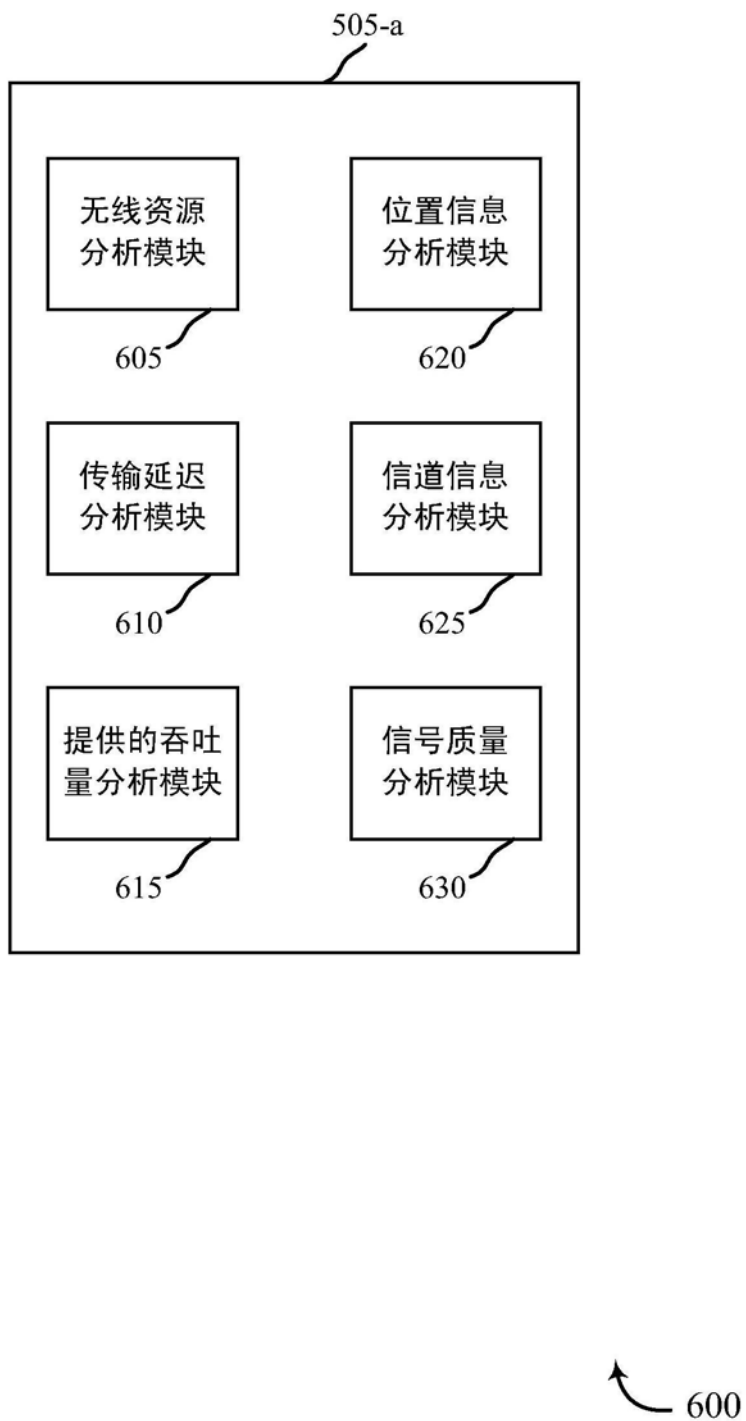 505-a
无线资源
分析模块
605
位置信息
分析模块
620
传输延迟
分析模块
610
信道信息
分析模块
625
提供的吞吐
量分析模块
615
信号质量
分析模块
630
600